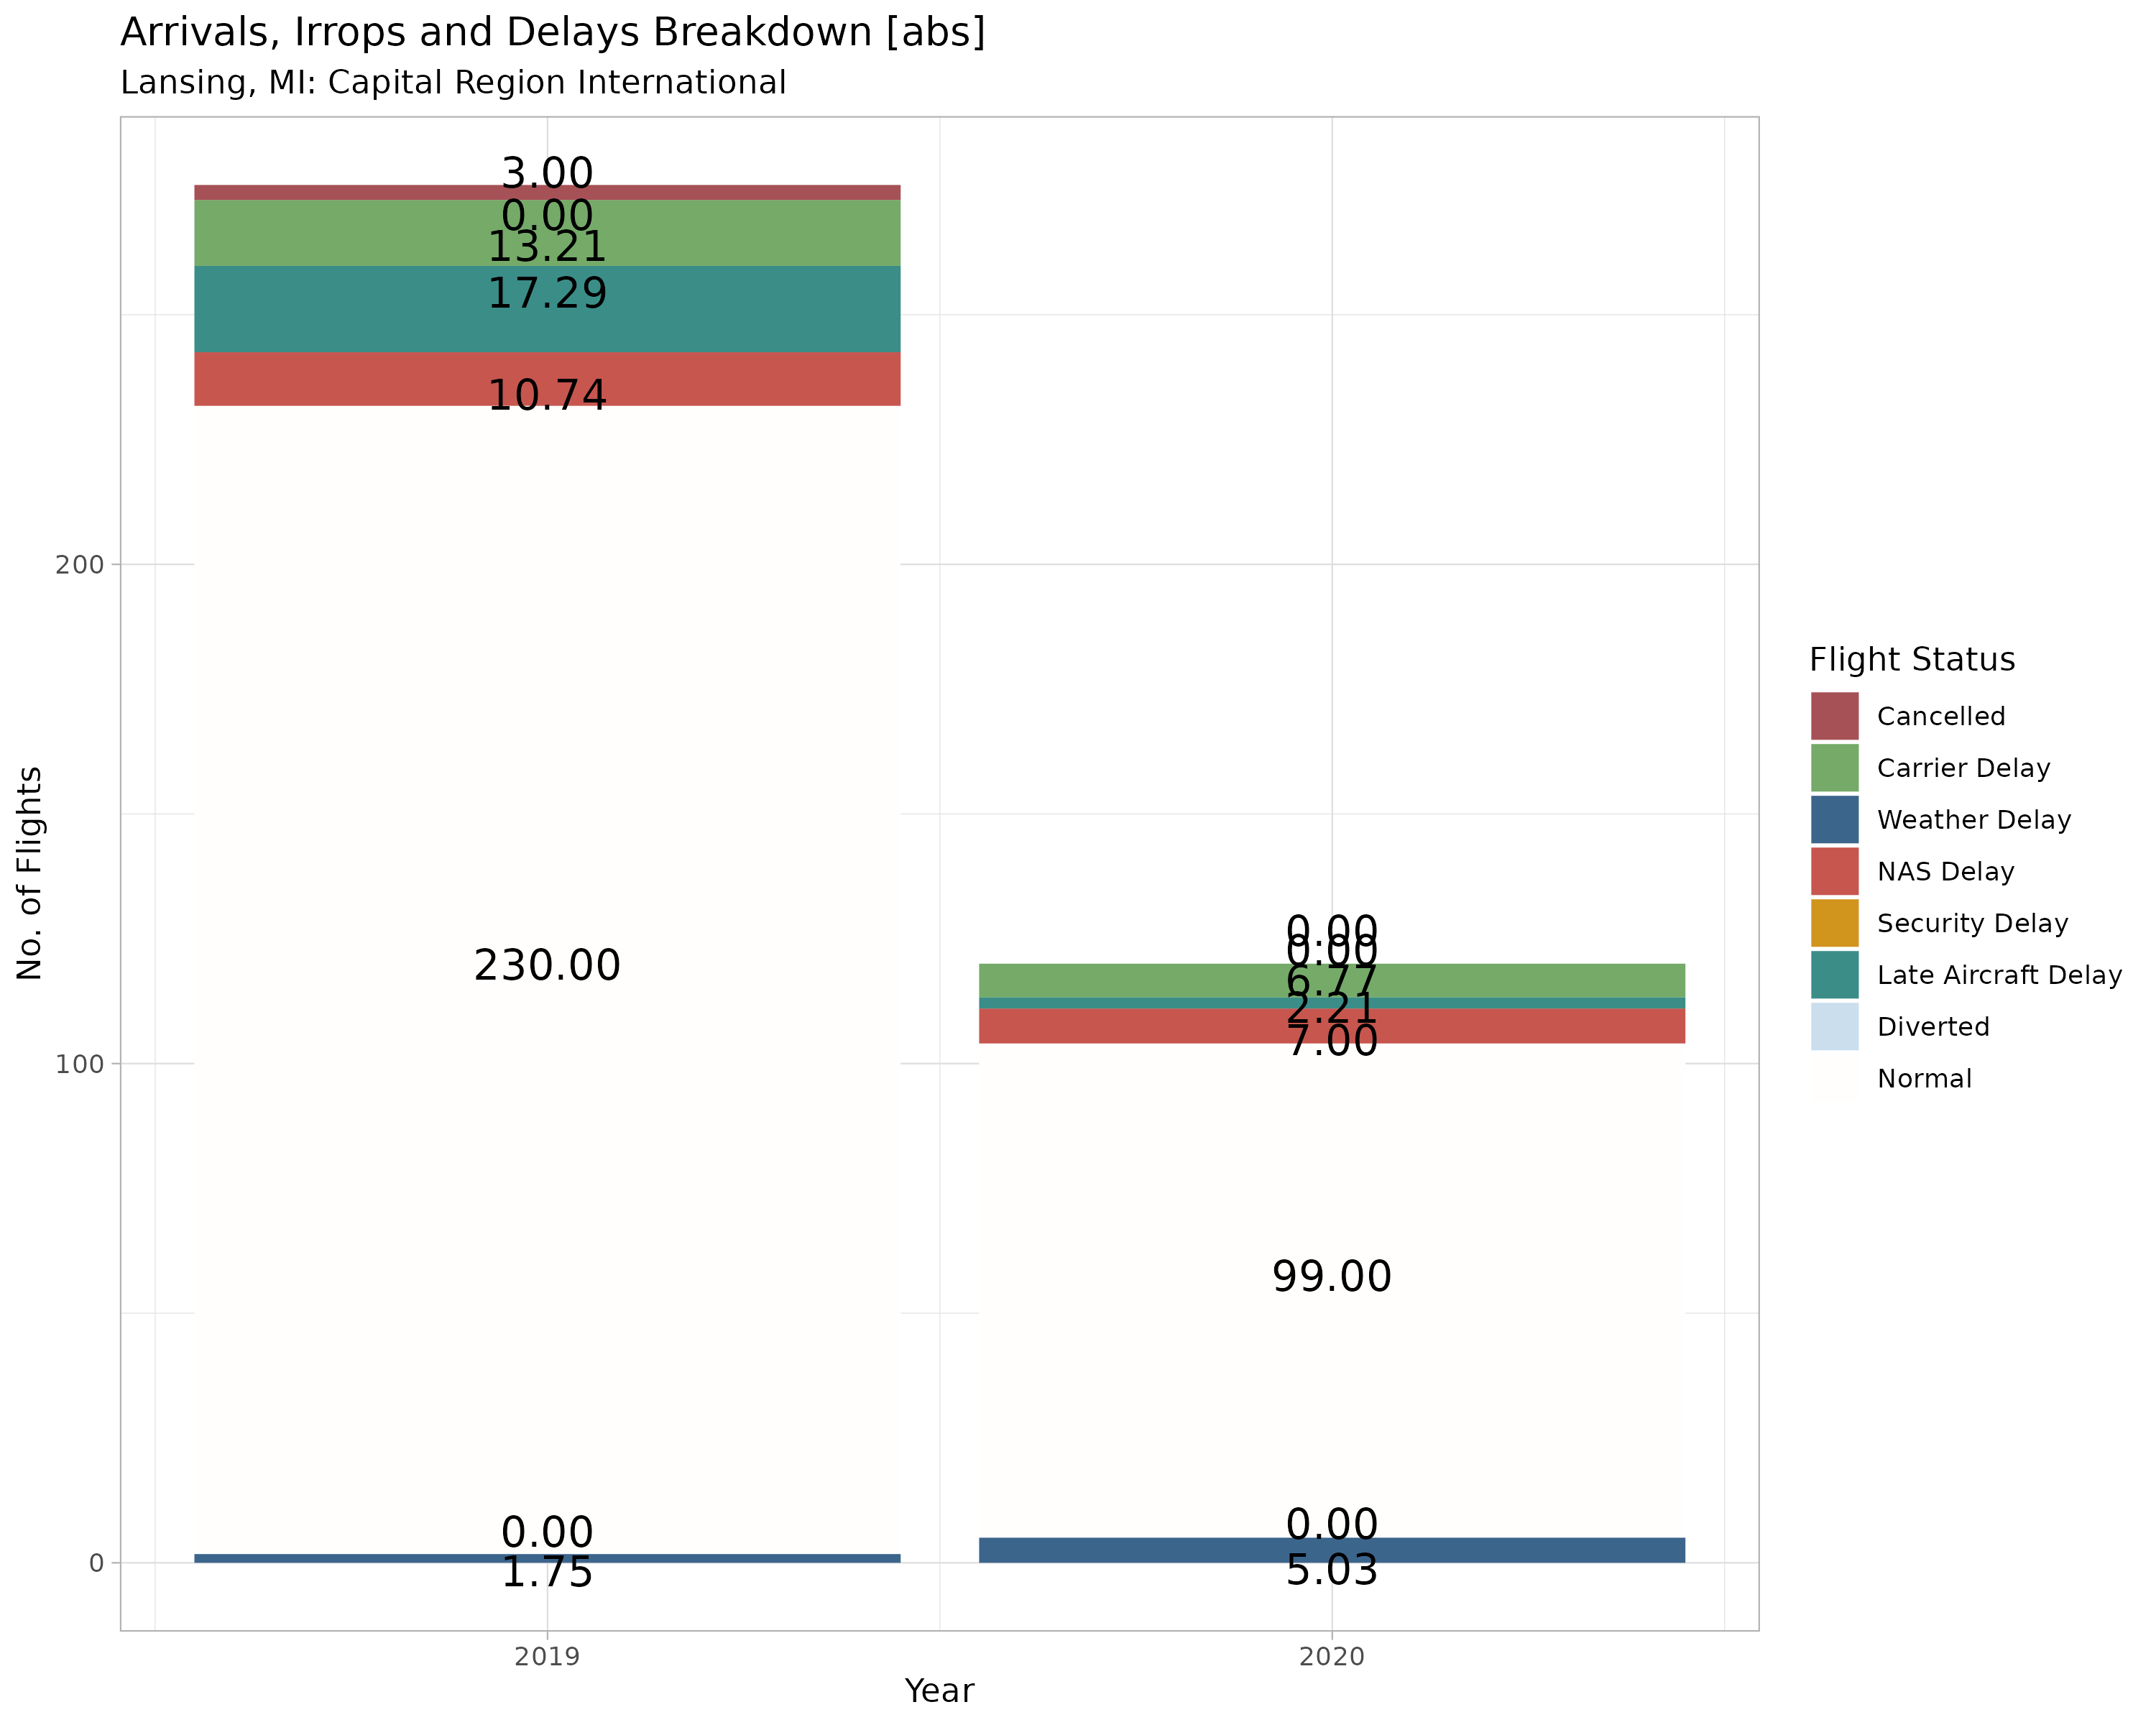 Arrivals, Irrops and Delays Breakdown [abs]
Lansing, MI: Capital Region International
No. of Flights
200
100
0
3.00
0.00
13.21
17.29
10.74
230.00
0.00
1.75
0.00
0.00
6.77
2.21
7.00
99.00
0.00
5.03
2019
2020
Year
Flight Status
Cancelled
Carrier Delay
Weather Delay
NAS Delay
Security Delay
Late Aircraft Delay
Diverted
Normal